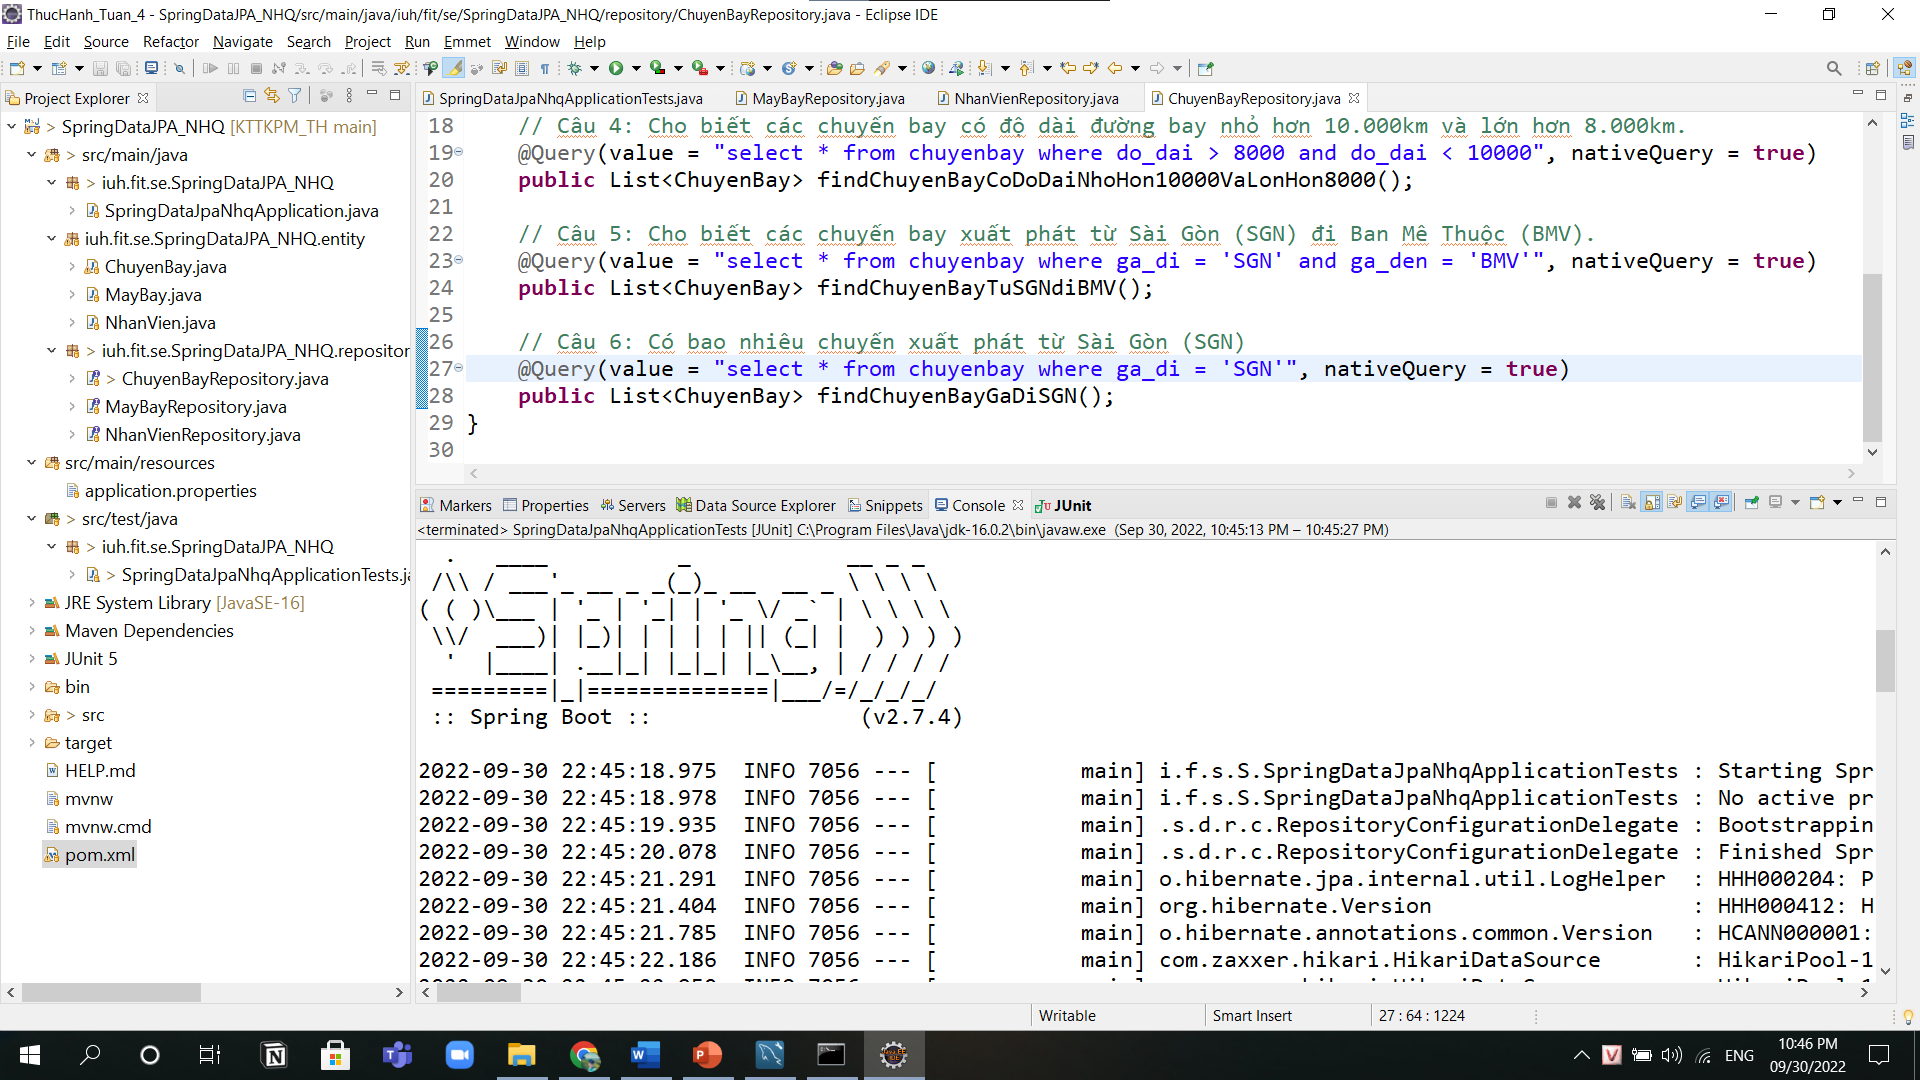 ThucHanh_Tuan_4 - SpringDataJPA_NHQ/src/main/java/iuh/fit/se/SpringDataJPA_NHQ/repository/ChuyenBayRepository.java - Eclipse IDE
File Edit Source Refactor Navigate Search Project Run Emmet Window Help
Project Explorer
SpringDataJPA_NHQ [KTTKPM_TH main]
src/main/java
iuh.fit.se.SpringDataJPA_NHQ
SpringDataJpaNhqApplication.java
iuh.fit.se.SpringDataJPA_NHQ.entity
ChuyenBay.java
MayBay.java
NhanVien.java
iuh.fit.se.SpringDataJPA_NHQ.repositor
ChuyenBayRepository.java
MayBayRepository.java
NhanVienRepository.java
src/main/resources
application.properties
src/test/java
iuh.fit.se.SpringDataJPA_NHQ
SpringDataJpaNhqApplicationTests.ja
JRE System Library [JavaSE-16]
Maven Dependencies
JUnit 5
bin
src
target
HELP.md
mvnw
mvnw.cmd
pom.xml
SpringDataJpaNhqApplicationTests.java MayBayRepository.java NhanVienRepository.java ChuyenBayRepository.java
18 // Câu 4: Cho biết các chuyến bay có độ dài đường bay nhỏ hơn 10.000km và lớn hơn 8.000km.
19 @Query(value = "select * from chuyenbay where do_dai > 8000 and do_dai < 10000", nativeQuery = true)
20 public List<ChuyenBay> findChuyenBayCoDoDaiNhoHon10000VaLonHon8000();
21
22 // Câu 5: Cho biết các chuyến bay xuất phát từ Sài Gòn (SGN) đi Ban Mê Thuộc (BMV).
23 @Query(value = "select * from chuyenbay where ga_di = 'SGN' and ga_den = 'BMV'", nativeQuery = true)
24 public List<ChuyenBay> findChuyenBayTuSGNdiBMV();
25
26 // Câu 6: Có bao nhiêu chuyến xuất phát từ Sài Gòn (SGN)
27 @Query(value = "select * from chuyenbay where ga_di = 'SGN'", nativeQuery = true)
28 public List<ChuyenBay> findChuyenBayGaDiSGN();
29 }
30
Markers Properties Servers Data Source Explorer Snippets Console JUnit
<terminated> SpringDataJpaNhqApplicationTests [JUnit] C:\Program Files\Java\jdk-16.0.2\bin\javaw.exe (Sep 30, 2022, 10:45:13 PM – 10:45:27 PM)
Spring
:: Spring Boot :: (v2.7.4)
2022-09-30 22:45:18.975 INFO 7056 --- [ main] i.f.s.S.SpringDataJpaNhqApplicationTests : Starting Spr
2022-09-30 22:45:18.978 INFO 7056 --- [ main] i.f.s.S.SpringDataJpaNhqApplicationTests : No active pr
2022-09-30 22:45:19.935 INFO 7056 --- [ main] .s.d.r.c.RepositoryConfigurationDelegate : Bootstrappin
2022-09-30 22:45:20.078 INFO 7056 --- [ main] .s.d.r.c.RepositoryConfigurationDelegate : Finished Spr
2022-09-30 22:45:21.291 INFO 7056 --- [ main] o.hibernate.jpa.internal.util.LogHelper : HHH000204: P
2022-09-30 22:45:21.404 INFO 7056 --- [ main] org.hibernate.Version : HHH000412: H
2022-09-30 22:45:21.785 INFO 7056 --- [ main] o.hibernate.annotations.common.Version : HCANN000001:
2022-09-30 22:45:22.186 INFO 7056 --- [ main] com.zaxxer.hikari.HikariDataSource : HikariPool-1
Writable Smart Insert 27 : 64 : 1224
ENG
10:46 PM
09/30/2022